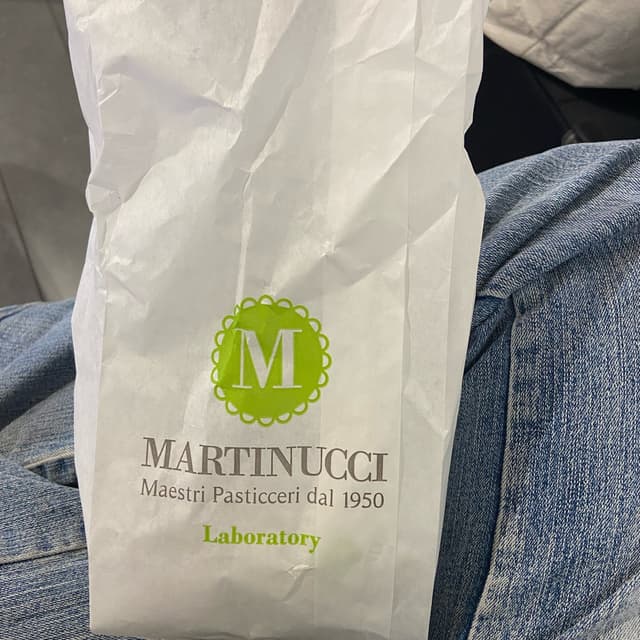 M
MARTINUCCI
Maestri Pasticceri dal 1950
Laboratory